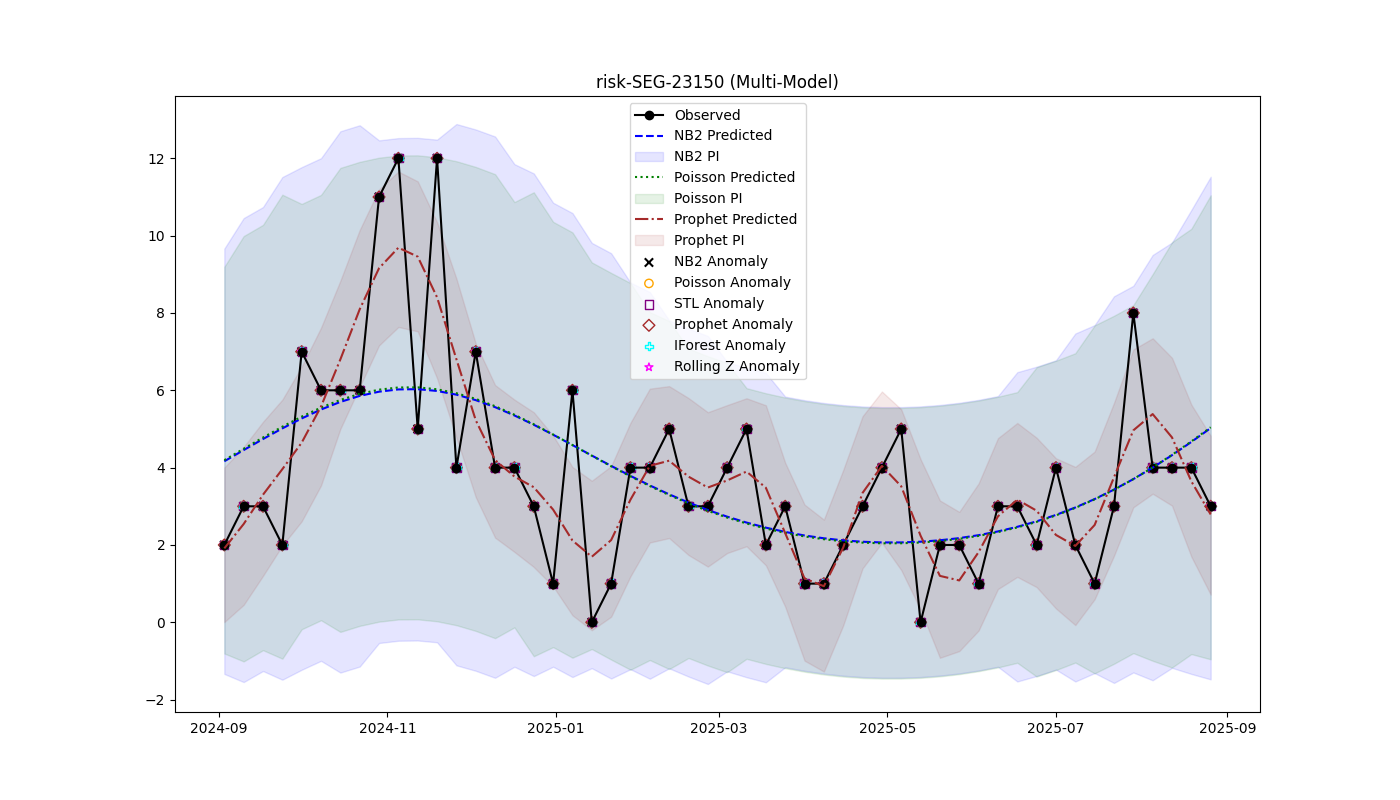 risk-SEG-23150 (Multi-Model)
Observed
NB2 Predicted
NB2 PI
Poisson Predicted
Poisson PI
Prophet Predicted
Prophet PI
NB2 Anomaly
Poisson Anomaly
STL Anomaly
Prophet Anomaly
IForest Anomaly
Rolling Z Anomaly
12
10
8
6
4
2
0
−2
2024-09 2024-11 2025-01 2025-03 2025-05 2025-07 2025-09